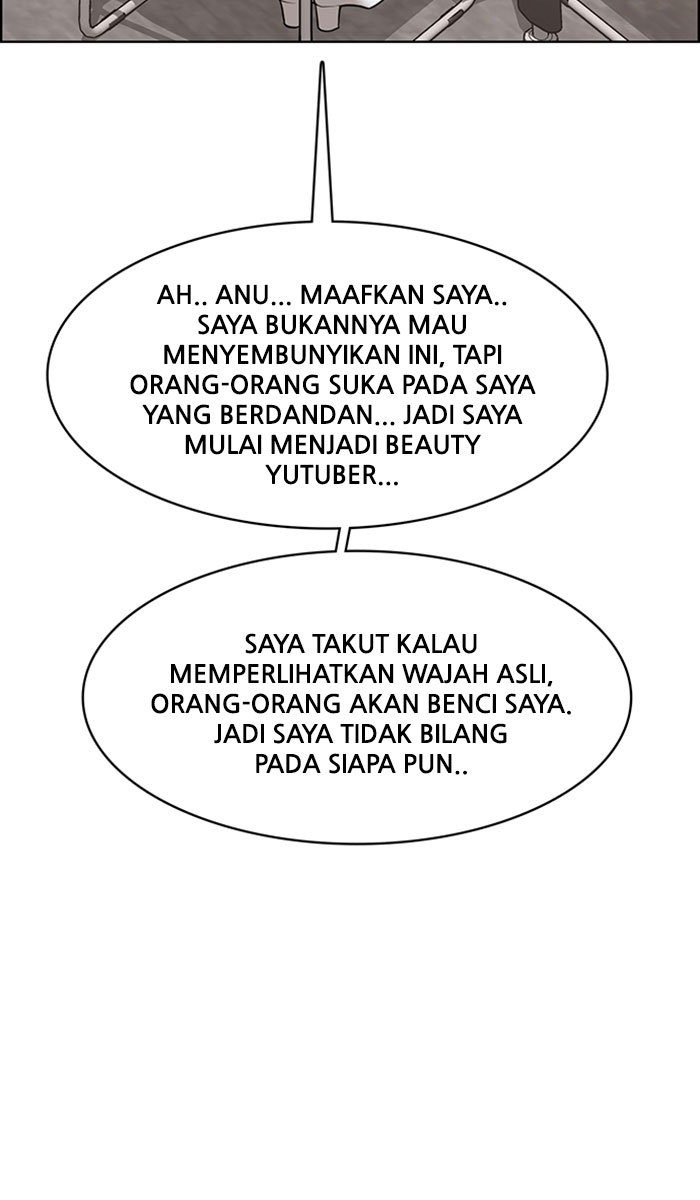 AH.. ANU... MAAFKAN SAYA..
SAYA BUKANNYA MAU
MENYEMBUNYIKAN INI, TAPI
ORANG-ORANG SUKA PADA SAYA
YANG BERDANDAN... JADI SAYA
MULAI MENJADI BEAUTY
YUTUBER...
SAYA TAKUT KALAU
MEMPERLIHATKAN WAJAH ASLI,
ORANG-ORANG AKAN BENCI SAYA.
JADI SAYA TIDAK BILANG
PADA SIAPA PUN..